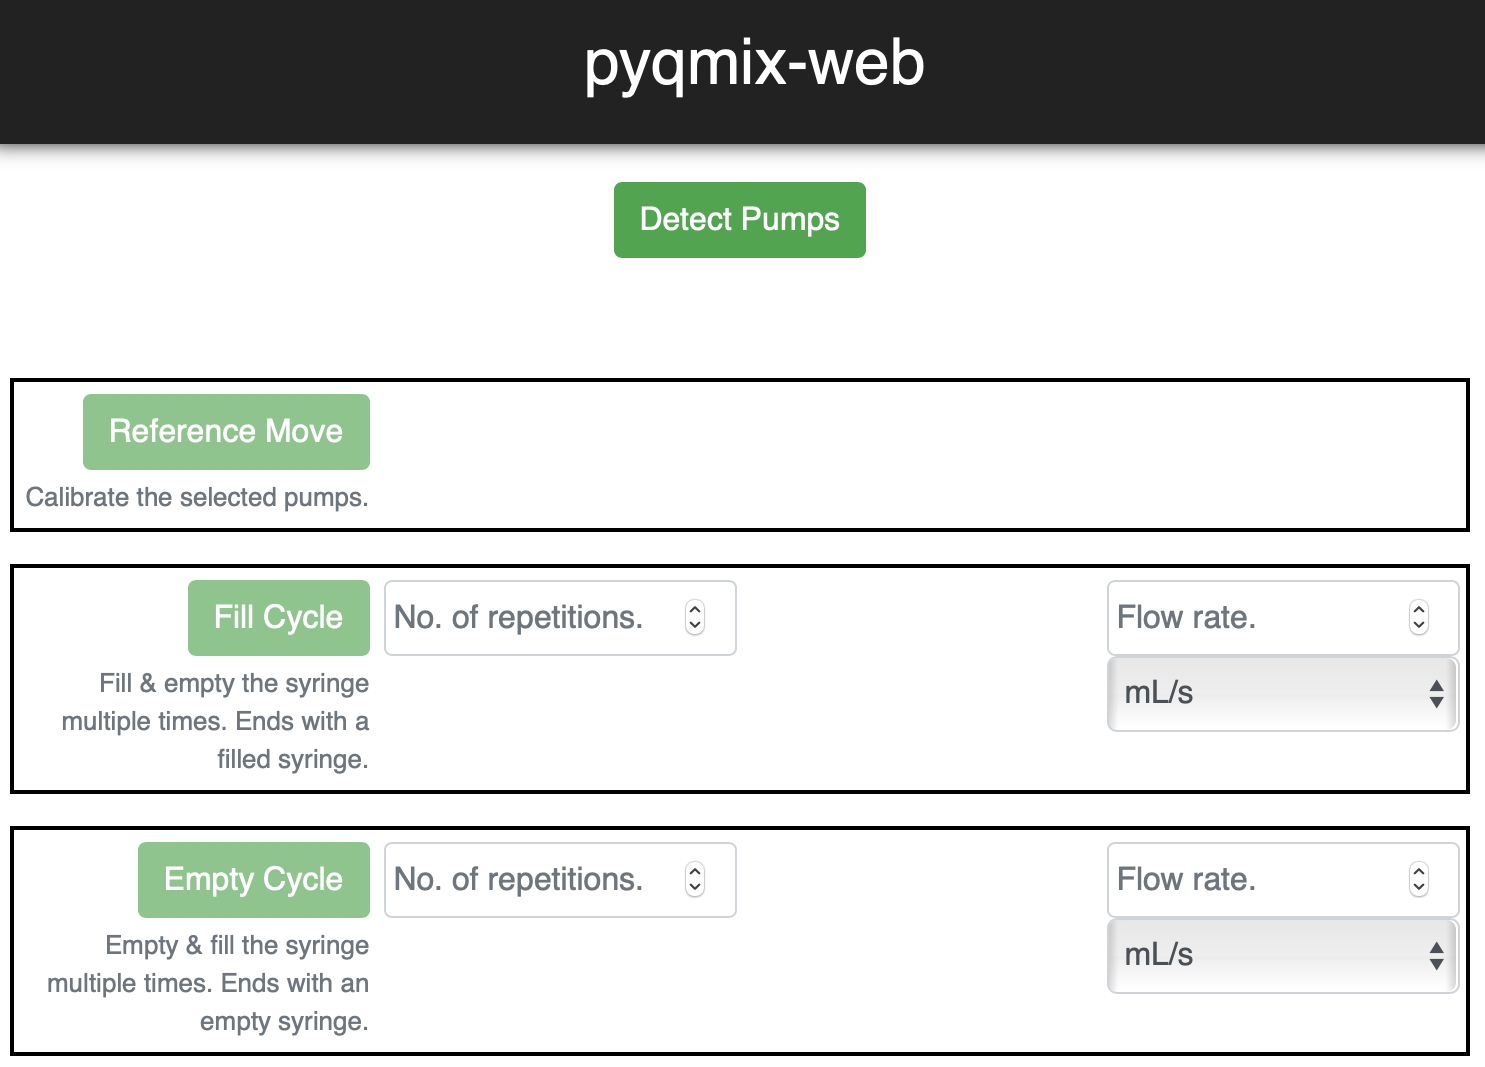 pyqmix-web
Detect Pumps
Reference Move
Calibrate the selected pumps.
Fill Cycle
No. of repetitions.
Flow rate.
mL/s
Fill & empty the syringe
multiple times. Ends with a
filled syringe.
Empty Cycle
No. of repetitions.
Flow rate.
mL/s
Empty & fill the syringe
multiple times. Ends with an
empty syringe.